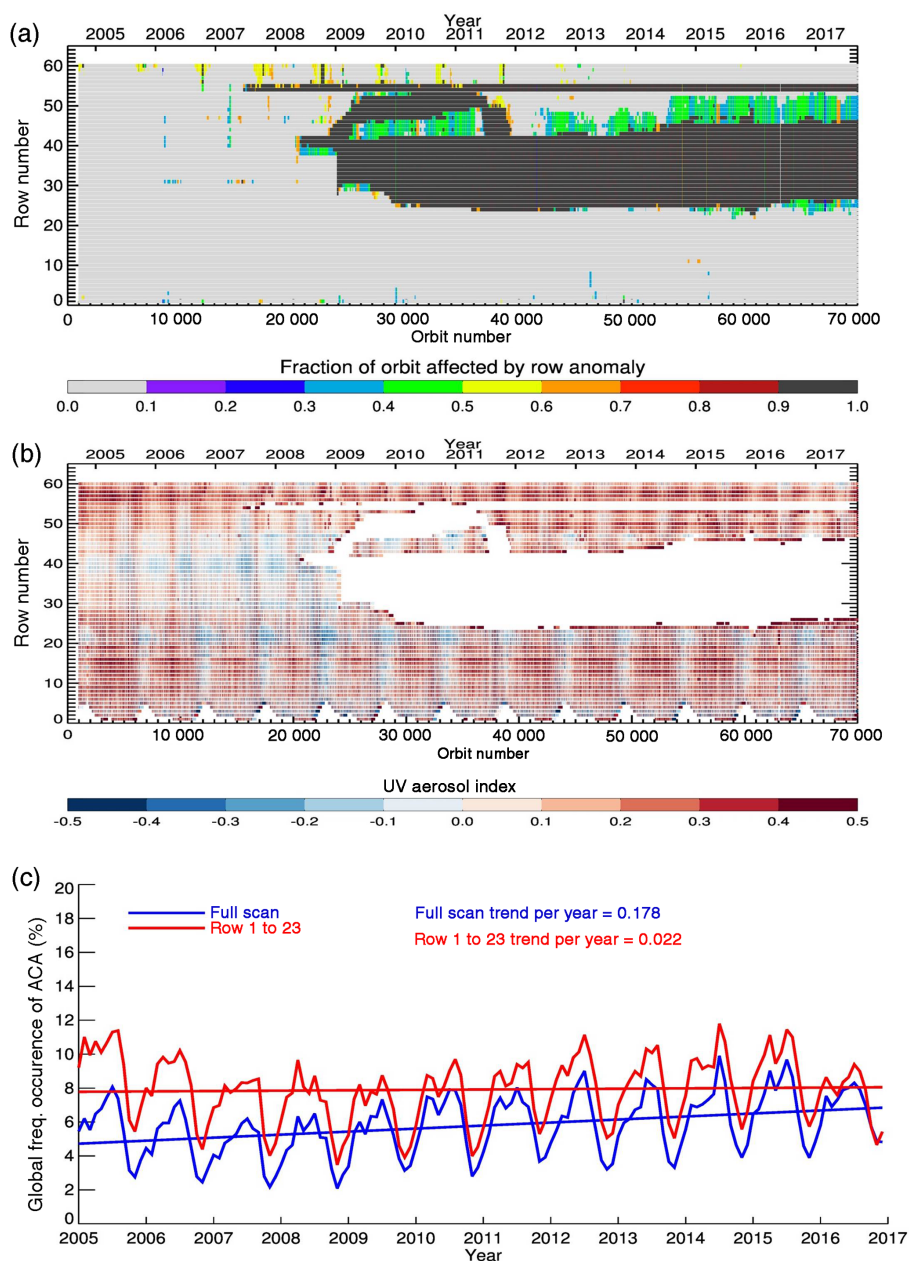 (a)
Year
2005 2006 2007 2008 2009 2010 2011 2012 2013 2014 2015 2016 2017
60
50
40
30
20
10
0
Row number
0 10 000 20 000 30 000 40 000 50 000 60 000 70 000
Orbit number
Fraction of orbit affected by row anomaly
0.0 0.1 0.2 0.3 0.4 0.5 0.6 0.7 0.8 0.9 1.0
(b)
Year
2005 2006 2007 2008 2009 2010 2011 2012 2013 2014 2015 2016 2017
60
50
40
30
20
10
0
Row number
0 10 000 20 000 30 000 40 000 50 000 60 000 70 000
Orbit number
UV aerosol index
-0.5 -0.4 -0.3 -0.2 -0.1 0.0 0.1 0.2 0.3 0.4 0.5
(c)
20
18
16
14
12
10
8
6
4
2
0
Global freq. occurence of ACA (%)
Full scan
Row 1 to 23
Full scan trend per year = 0.178
Row 1 to 23 trend per year = 0.022
2005 2006 2007 2008 2009 2010 2011 2012 2013 2014 2015 2016 2017
Year